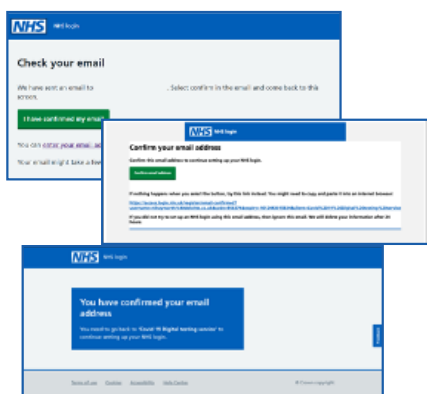 NHS NHS login
Check your email
We have sent an email to . Select confirm in the email and come back to this
screen.
I have confirmed my email
You can enter your email
Your email might take a few
NHS NHS login
Confirm your email address
Confirm this email address to continue setting up your NHS login.
Confirm email address
If nothing happens when you select the button, try this link instead. You might need to copy and paste it into an internet browser:
If you did not try to set up an NHS login using this email address, then ignore this email. We will delete your information after 24
hours.
NHS NHS login
You have confirmed your email
address
You need to go back to 'Covid 19 Digital testing service' to
continue setting up your NHS login.
Feedback
Terms of use Cookies Accessibility Help Centre © Crown copyright